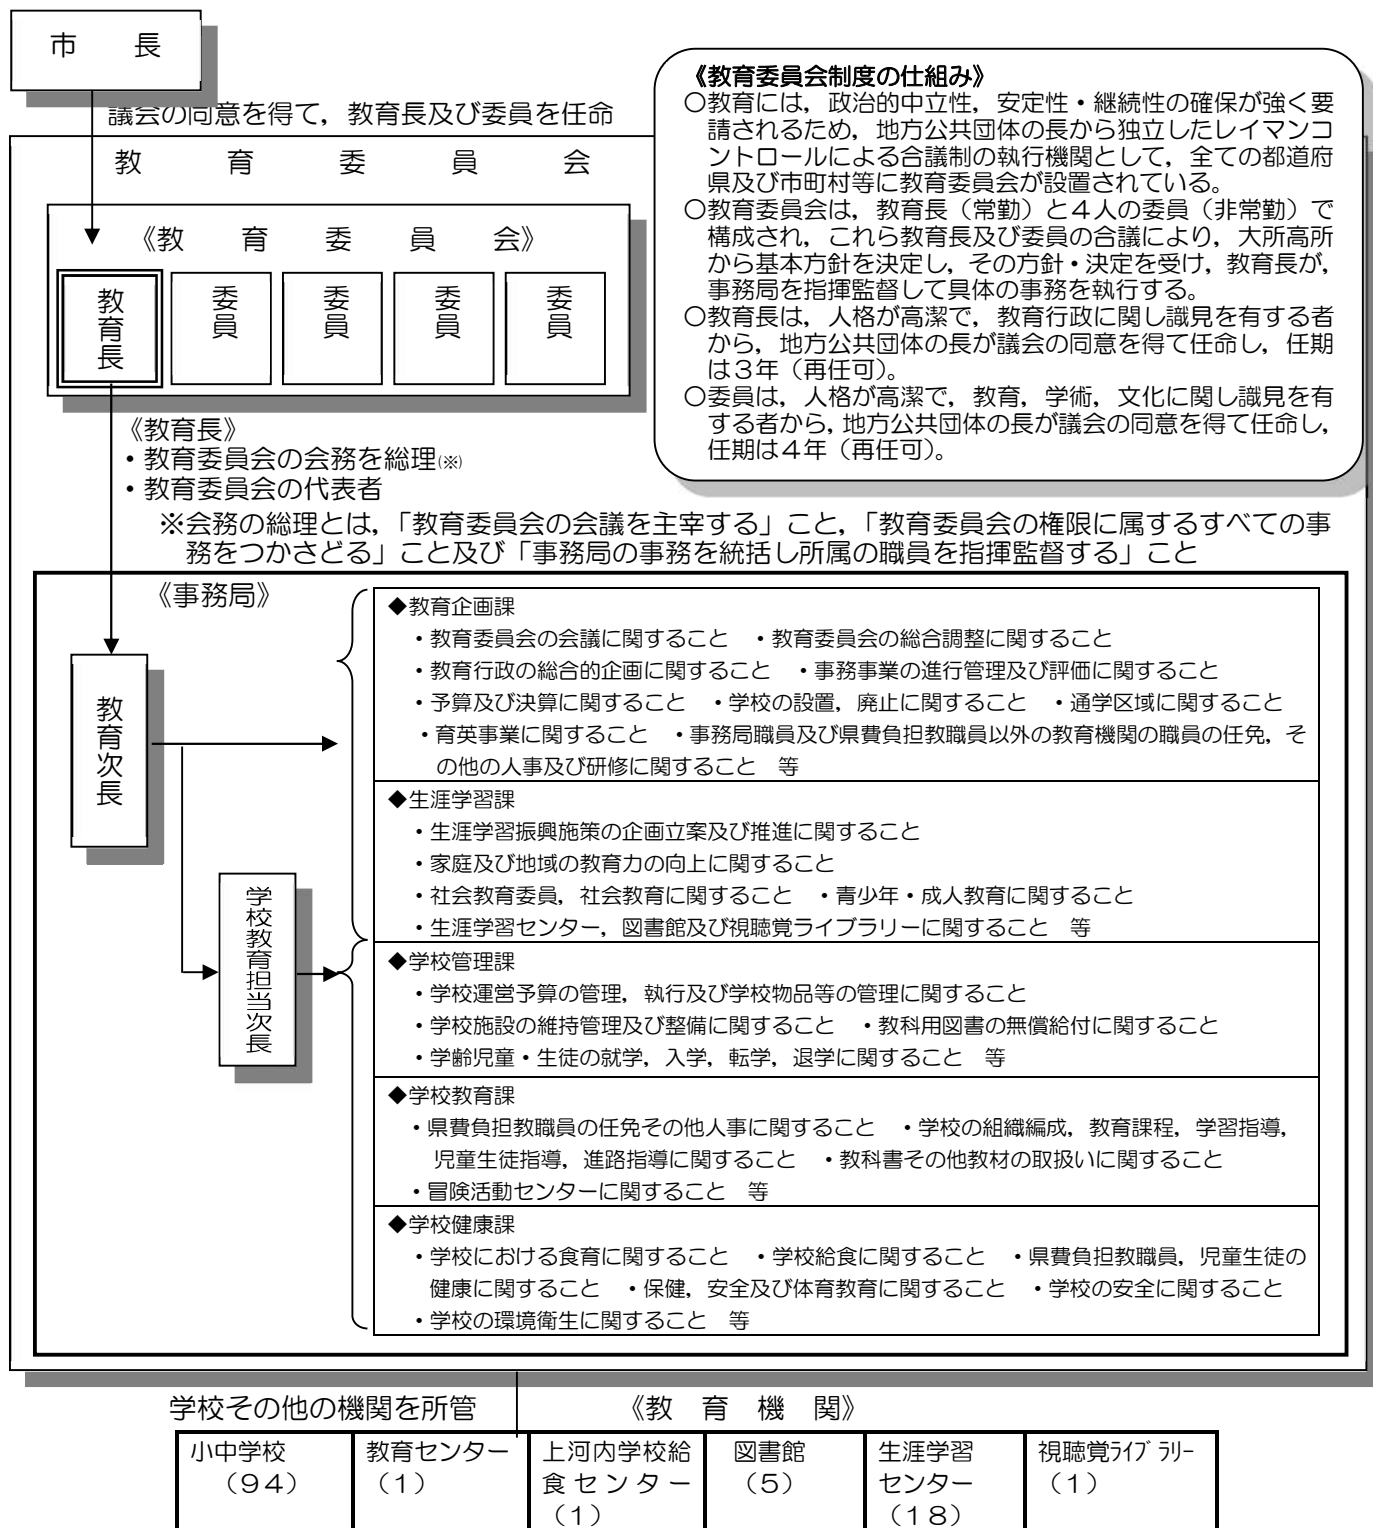 市　　長
議会の同意を得て，教育長及び委員を任命
教　育　委　員　会
《教　育　委　員　会》
教育長
委員
委員
委員
委員
《教育委員会制度の仕組み》
○教育には，政治的中立性，安定性・継続性の確保が強く要
請されるため，地方公共団体の長から独立したレイマンコ
ントロールによる合議制の執行機関として，全ての都道府
県及び市町村等に教育委員会が設置されている。
○教育委員会は，教育長（常勤）と４人の委員（非常勤）で
構成され，これら教育長及び委員の合議により，大所高所
から基本方針を決定し，その方針・決定を受け，教育長が，
事務局を指揮監督して具体の事務を執行する。
○教育長は，人格が高潔で，教育行政に関し識見を有する者
から，地方公共団体の長が議会の同意を得て任命し，任期
は３年（再任可）。
○委員は，人格が高潔で，教育，学術，文化に関し識見を有
する者から，地方公共団体の長が議会の同意を得て任命し，
任期は４年（再任可）。
《教育長》
・教育委員会の会務を総理(※)
・教育委員会の代表者
※会務の総理とは，「教育委員会の会議を主宰する」こと，「教育委員会の権限に属するすべての事
務をつかさどる」こと及び「事務局の事務を統括し所属の職員を指揮監督する」こと
《事務局》
教育次長
学校教育担当次長
◆教育企画課
・教育委員会の会議に関すること　・教育委員会の総合調整に関すること
・教育行政の総合的企画に関すること　・事務事業の進行管理及び評価に関すること
・予算及び決算に関すること　・学校の設置，廃止に関すること　・通学区域に関すること
・育英事業に関すること　・事務局職員及び県費負担教職員以外の教育機関の職員の任免，そ
の他の人事及び研修に関すること　等
◆生涯学習課
・生涯学習振興施策の企画立案及び推進に関すること
・家庭及び地域の教育力の向上に関すること
・社会教育委員，社会教育に関すること　・青少年・成人教育に関すること
・生涯学習センター，図書館及び視聴覚ライブラリーに関すること　等
◆学校管理課
・学校運営予算の管理，執行及び学校物品等の管理に関すること
・学校施設の維持管理及び整備に関すること　・教科用図書の無償給付に関すること
・学齢児童・生徒の就学，入学，転学，退学に関すること　等
◆学校教育課
・県費負担教職員の任免その他人事に関すること　・学校の組織編成，教育課程，学習指導，
児童生徒指導，進路指導に関すること　・教科書その他教材の取扱いに関すること
・冒険活動センターに関すること　等
◆学校健康課
・学校における食育に関すること　・学校給食に関すること　・県費負担教職員，児童生徒の
健康に関すること　・保健，安全及び体育教育に関すること　・学校の安全に関すること
・学校の環境衛生に関すること　等
学校その他の機関を所管
《教　育　機　関》
小中学校
（９４）
教育センター
（１）
上河内学校給
食センター
（１）
図書館
（５）
生涯学習
センター
（１８）
視聴覚ﾗｲﾌﾞﾗﾘｰ
（１）